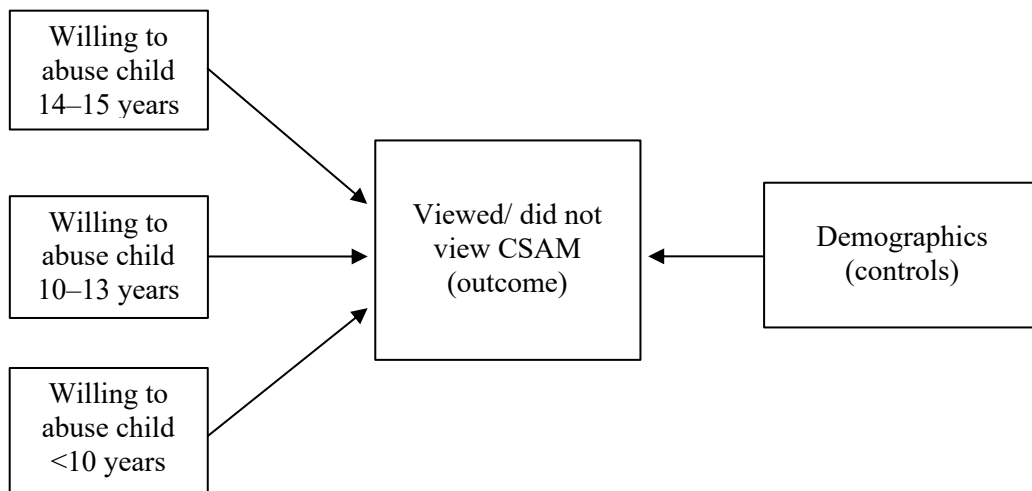 Willing to
abuse child
14–15 years
Willing to
abuse child
10–13 years
Willing to
abuse child
<10 years
Viewed/ did not
view CSAM
(outcome)
Demographics
(controls)